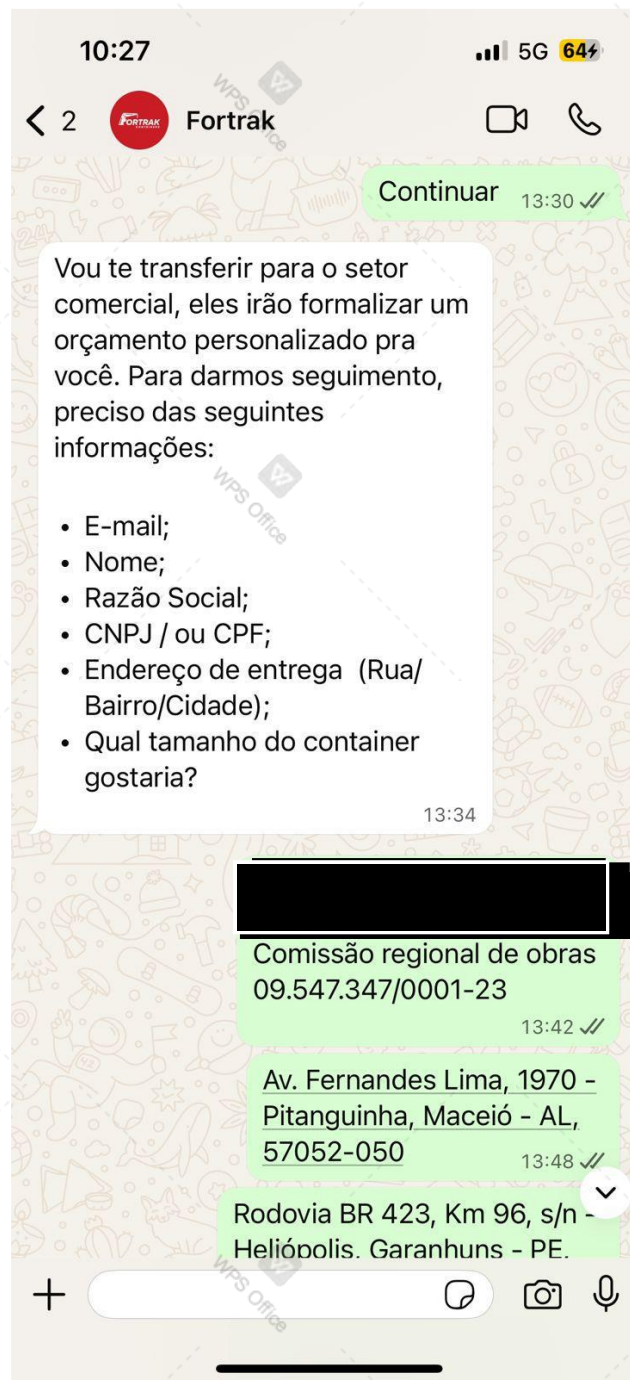 10:27
5G 64
2 FORTRAK Fortrak
Continuar 13:30
Vou te transferir para o setor
comercial, eles irão formalizar um
orçamento personalizado pra
você. Para darmos seguimento,
preciso das seguintes
informações:
• E-mail;
• Nome;
• Razão Social;
• CNPJ / ou CPF;
• Endereço de entrega (Rua/
Bairro/Cidade);
• Qual tamanho do container
gostaria?
13:34
Comissão regional de obras
09.547.347/0001-23
13:42
Av. Fernandes Lima, 1970 -
Pitanguinha, Maceió - AL,
57052-050 13:48
Rodovia BR 423, Km 96, s/n -
Heliópolis, Garanhuns - PE,
WPS Office
WPS Office
WPS Office